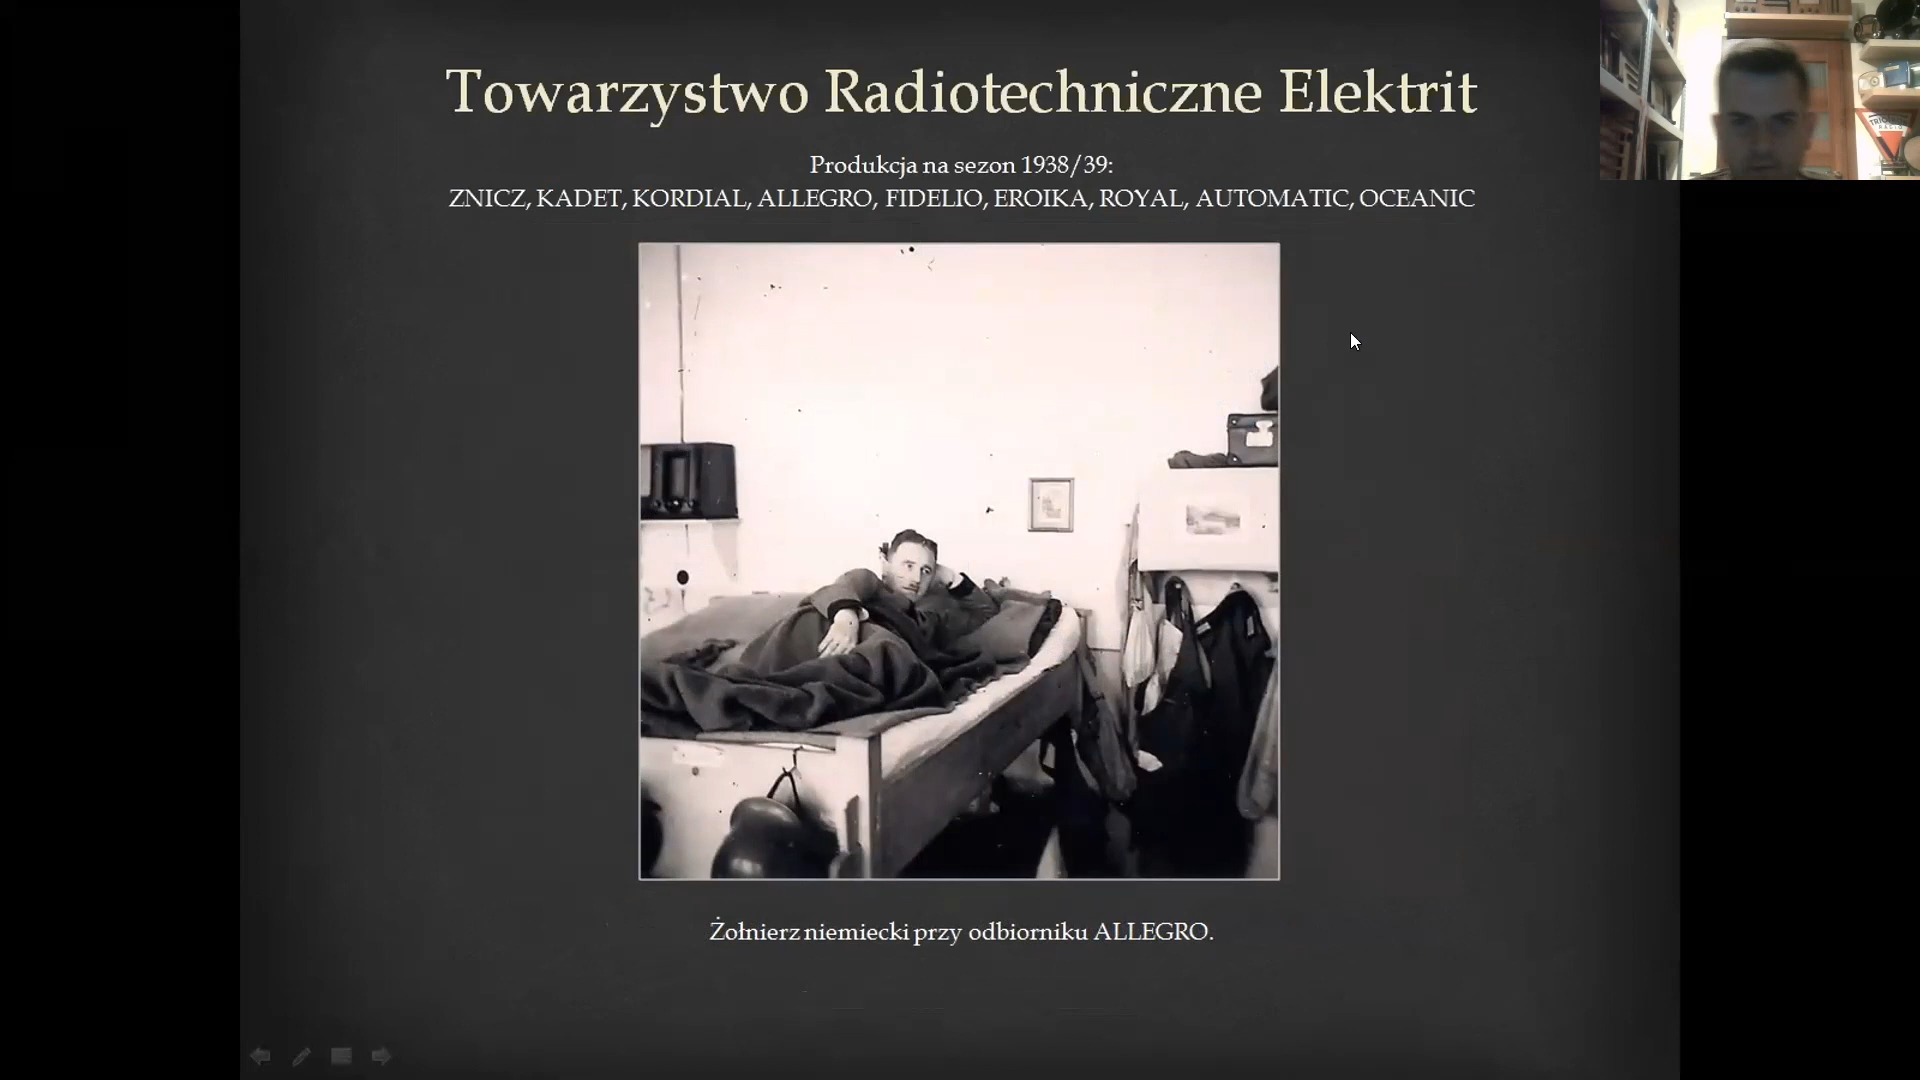 Towarzystwo Radiotechniczne Elektrit
Produkcja na sezon 1938/39:
ZNICZ, KADET, KORDIAL, ALLEGRO, FIDELIO, EROIKA, ROYAL, AUTOMATIC, OCEANIC
Żołnierz niemiecki przy odbiorniku ALLEGRO.